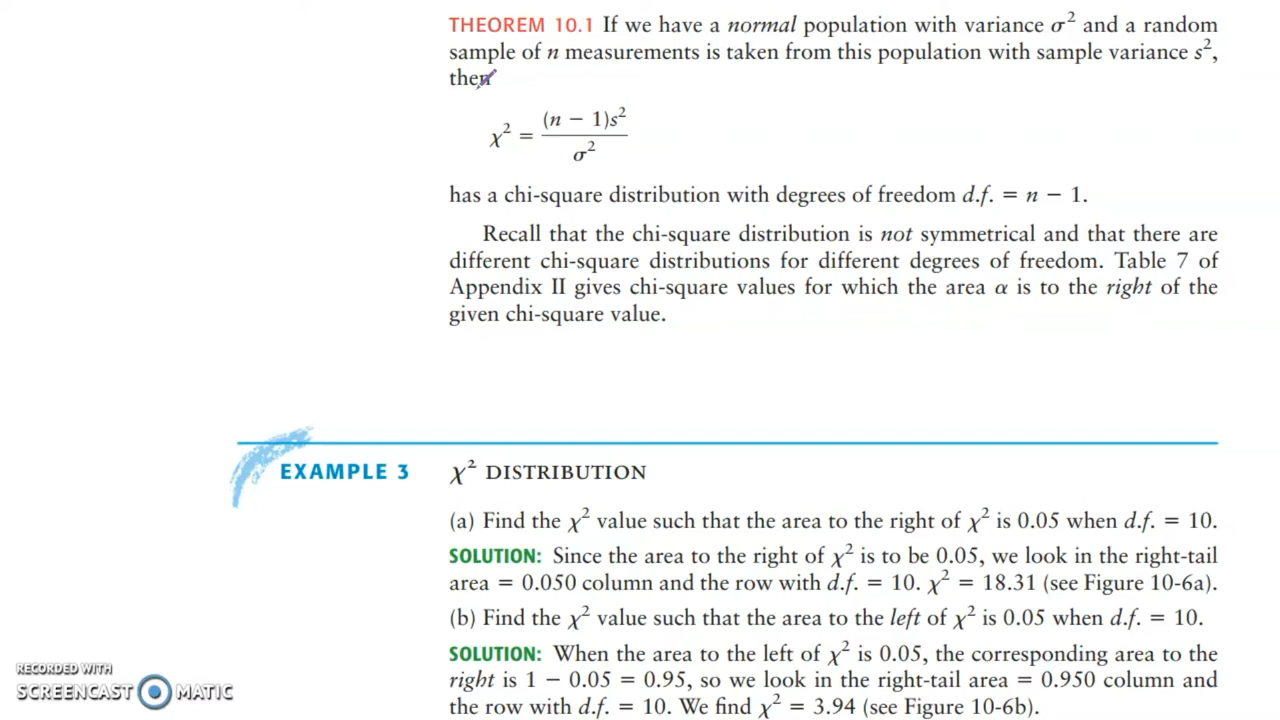 THEOREM 10.1 If we have a normal population with variance σ² and a random
sample of n measurements is taken from this population with sample variance s²,
then
χ² = (n − 1)s² / σ²
has a chi-square distribution with degrees of freedom d.f. = n − 1.
Recall that the chi-square distribution is not symmetrical and that there are
different chi-square distributions for different degrees of freedom. Table 7 of
Appendix II gives chi-square values for which the area α is to the right of the
given chi-square value.
EXAMPLE 3 χ² DISTRIBUTION
(a) Find the χ² value such that the area to the right of χ² is 0.05 when d.f. = 10.
SOLUTION: Since the area to the right of χ² is to be 0.05, we look in the right-tail
area = 0.050 column and the row with d.f. = 10. χ² = 18.31 (see Figure 10-6a).
(b) Find the χ² value such that the area to the left of χ² is 0.05 when d.f. = 10.
SOLUTION: When the area to the left of χ² is 0.05, the corresponding area to the
right is 1 − 0.05 = 0.95, so we look in the right-tail area = 0.950 column and
the row with d.f. = 10. We find χ² = 3.94 (see Figure 10-6b).
RECORDED WITH
SCREENCAST MATIC